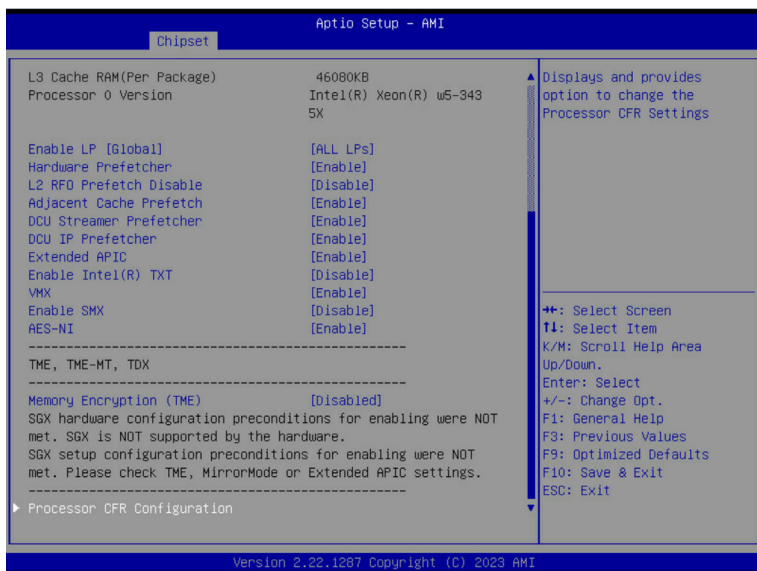 Aptio Setup – AMI
Chipset
L3 Cache RAM(Per Package) 46080KB
Processor 0 Version Intel(R) Xeon(R) w5-343
5X
Enable LP [Global] [ALL LPs]
Hardware Prefetcher [Enable]
L2 RFO Prefetch Disable [Disable]
Adjacent Cache Prefetch [Enable]
DCU Streamer Prefetcher [Enable]
DCU IP Prefetcher [Enable]
Extended APIC [Enable]
Enable Intel(R) TXT [Disable]
VMX [Enable]
Enable SMX [Disable]
AES-NI [Enable]
------------------------------------------------------
TME, TME-MT, TDX
------------------------------------------------------
Memory Encryption (TME) [Disabled]
SGX hardware configuration preconditions for enabling were NOT
met. SGX is NOT supported by the hardware.
SGX setup configuration preconditions for enabling were NOT
met. Please check TME, MirrorMode or Extended APIC settings.
------------------------------------------------------
Processor CFR Configuration
Displays and provides
option to change the
Processor CFR Settings
→←: Select Screen
↑↓: Select Item
K/M: Scroll Help Area
Up/Down.
Enter: Select
+/-: Change Opt.
F1: General Help
F3: Previous Values
F9: Optimized Defaults
F10: Save & Exit
ESC: Exit
Version 2.22.1287 Copyright (C) 2023 AMI